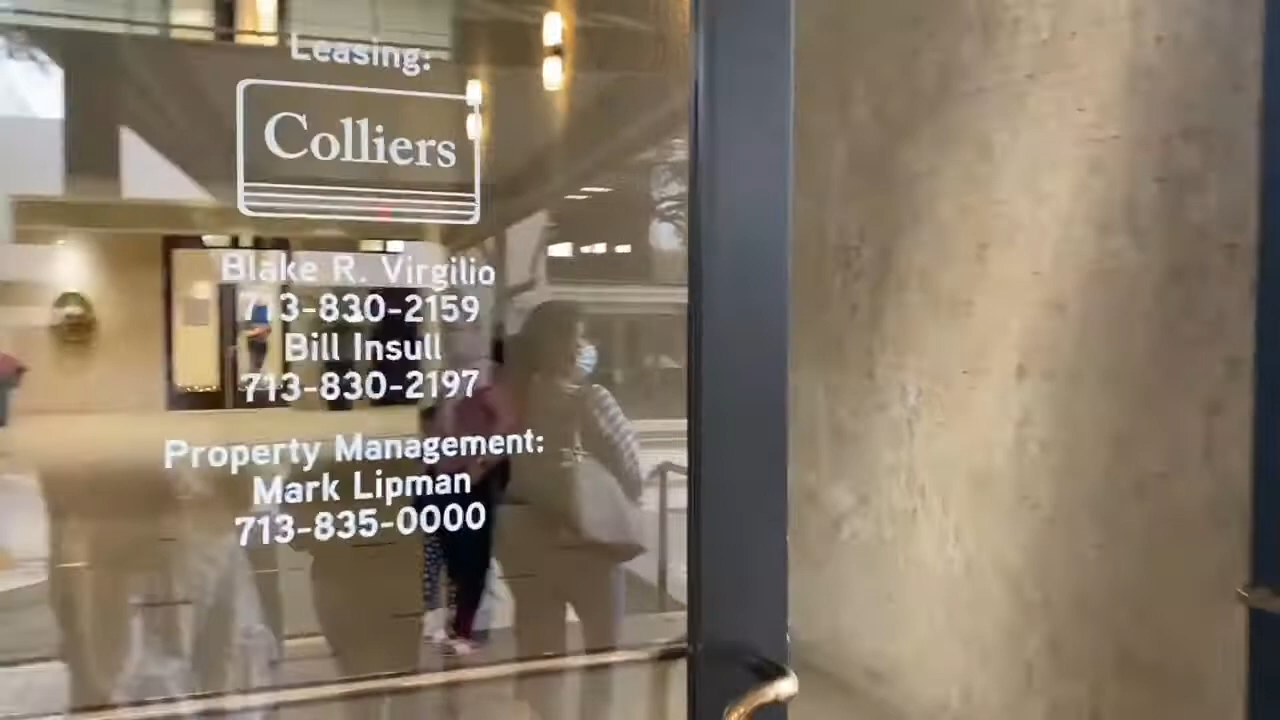 Leasing:
Colliers
Blake R. Virgilio
713-830-2159
Bill Insull
713-830-2197
Property Management:
Mark Lipman
713-835-0000